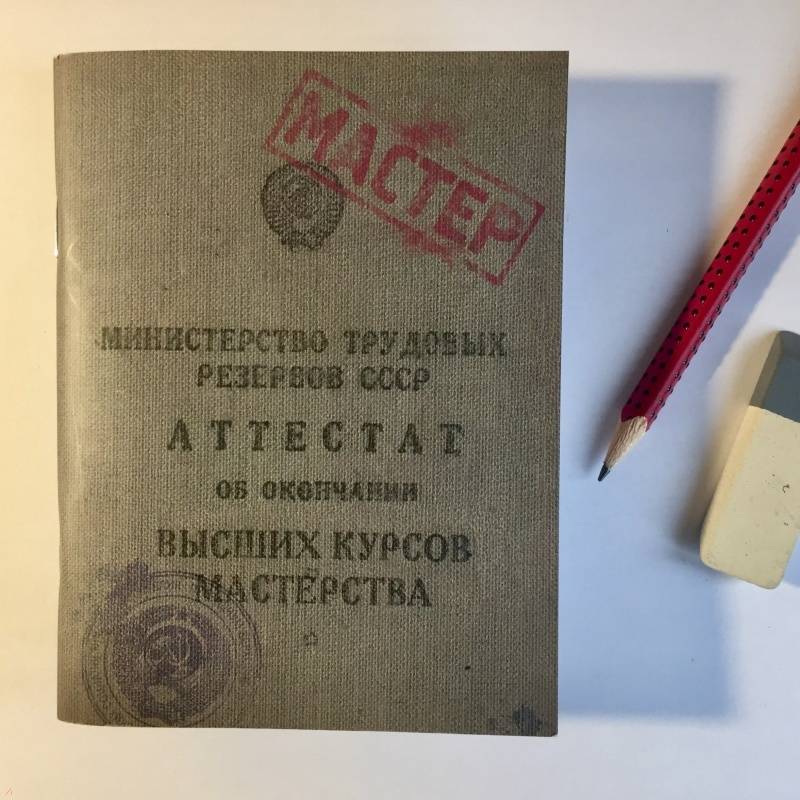 МАСТЕР
МИНИСТЕРСТВО ТРУДОВЫХ
РЕЗЕРВОВ СССР
АТТЕСТАТ
ОБ ОКОНЧАНИИ
ВЫСШИХ КУРСОВ
МАСТЕРСТВА